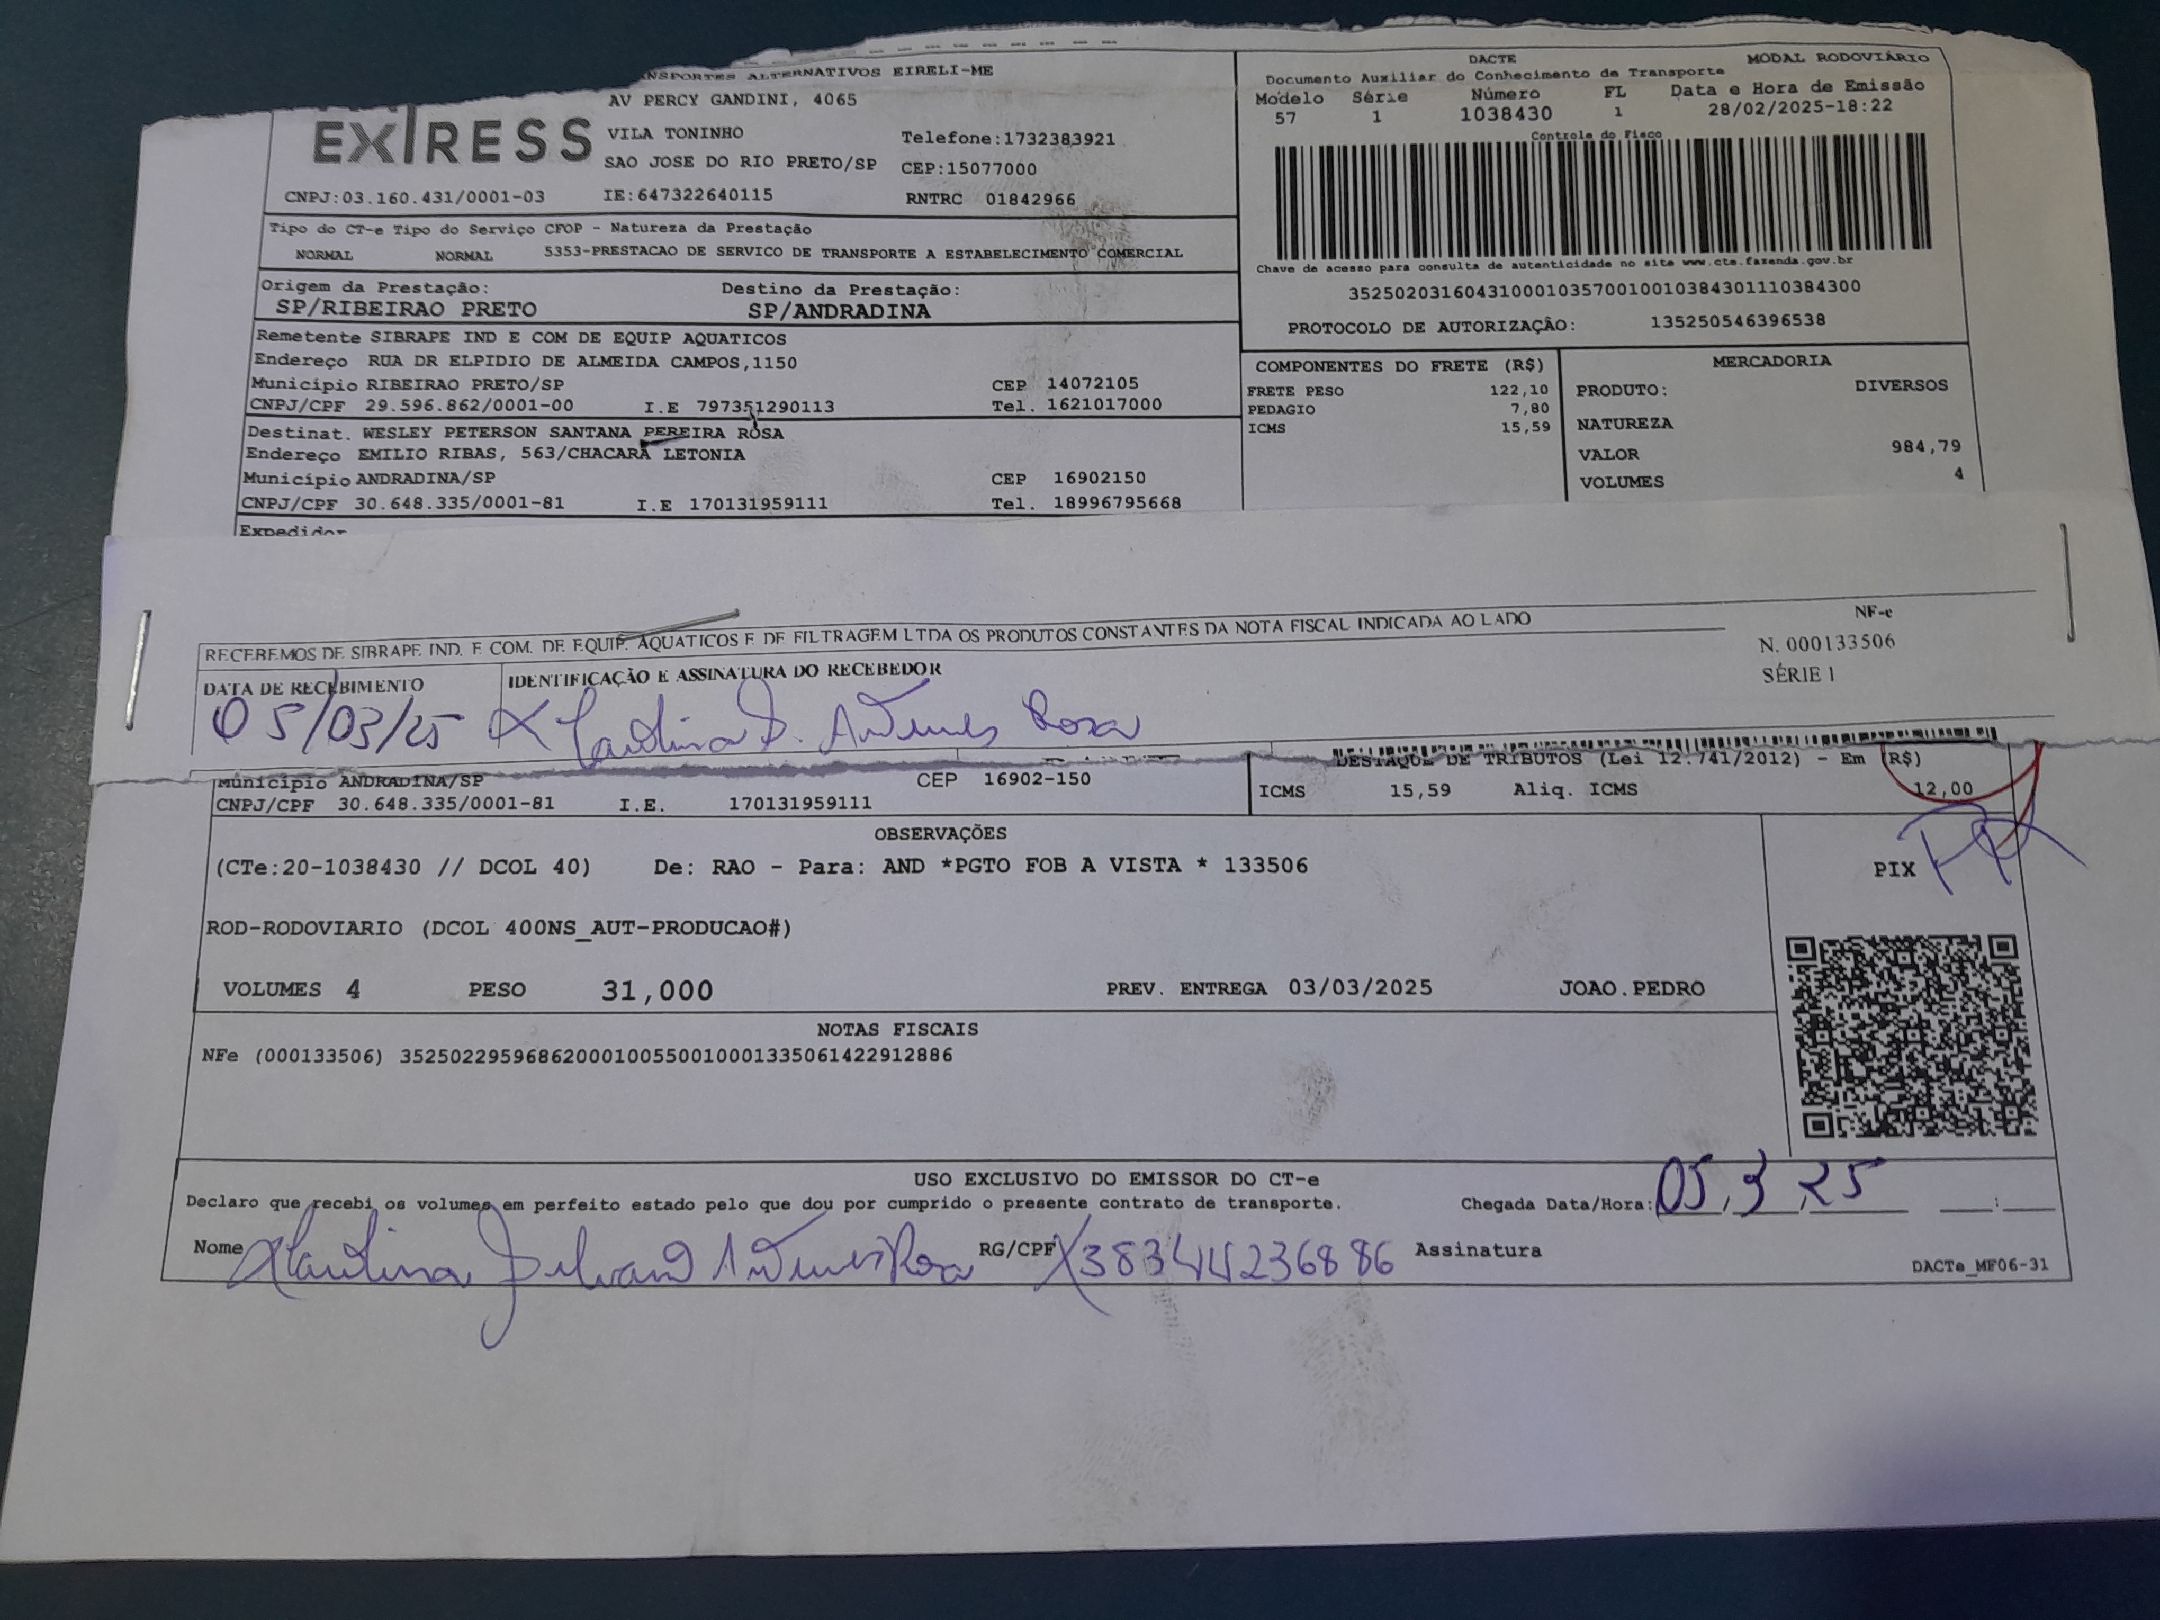 TRANSPORTES ALTERNATIVOS EIRELI-ME
EXPRESS
AV PERCY GANDINI, 4065
VILA TONINHO Telefone:1732383921
SAO JOSE DO RIO PRETO/SP CEP:15077000
CNPJ:03.160.431/0001-03 IE:647322640115 RNTRC 01842966
DACTE MODAL RODOVIÁRIO
Documento Auxiliar do Conhecimento de Transporte
Modelo Série Número FL Data e Hora de Emissão
57 1 1038430 1 28/02/2025-18:22
Controle do Fisco
Chave de acesso para consulta de autenticidade no site www.cte.fazenda.gov.br
35250203160431000103570010010384301110384300
PROTOCOLO DE AUTORIZAÇÃO: 135250546396538
Tipo do CT-e Tipo do Serviço CFOP - Natureza da Prestação
NORMAL NORMAL 5353-PRESTACAO DE SERVICO DE TRANSPORTE A ESTABELECIMENTO COMERCIAL
Origem da Prestação: Destino da Prestação:
SP/RIBEIRAO PRETO SP/ANDRADINA
Remetente SIBRAPE IND E COM DE EQUIP AQUATICOS
Endereço RUA DR ELPIDIO DE ALMEIDA CAMPOS,1150
Município RIBEIRAO PRETO/SP CEP 14072105
CNPJ/CPF 29.596.862/0001-00 I.E 797351290113 Tel. 1621017000
Destinat. WESLEY PETERSON SANTANA PEREIRA ROSA
Endereço EMILIO RIBAS, 563/CHACARA LETONIA
Município ANDRADINA/SP CEP 16902150
CNPJ/CPF 30.648.335/0001-81 I.E 170131959111 Tel. 18996795668
Expedidor
COMPONENTES DO FRETE (R$)
FRETE PESO 122,10
PEDAGIO 7,80
ICMS 15,59
MERCADORIA
PRODUTO: DIVERSOS
NATUREZA
VALOR 984,79
VOLUMES 4
RECEBEMOS DE SIBRAPE IND. E COM. DE EQUIP. AQUATICOS E DE FILTRAGEM LTDA OS PRODUTOS CONSTANTES DA NOTA FISCAL INDICADA AO LADO
NF-e
N. 000133506
SÉRIE 1
DATA DE RECEBIMENTO IDENTIFICAÇÃO E ASSINATURA DO RECEBEDOR
05/03/25 Rosa
Município ANDRADINA/SP CEP 16902-150
CNPJ/CPF 30.648.335/0001-81 I.E. 170131959111
DESTAQUE DE TRIBUTOS (Lei 12.741/2012) - Em (R$)
ICMS 15,59 Aliq. ICMS 12,00
OBSERVAÇÕES
(CTe:20-1038430 // DCOL 40) De: RAO - Para: AND *PGTO FOB A VISTA * 133506
PIX
ROD-RODOVIARIO (DCOL 400NS_AUT-PRODUCAO#)
VOLUMES 4 PESO 31,000 PREV. ENTREGA 03/03/2025 JOAO.PEDRO
NOTAS FISCAIS
NFe (000133506) 35250229596862000100550010001335061422912886
USO EXCLUSIVO DO EMISSOR DO CT-e
Declaro que recebi os volumes em perfeito estado pelo que dou por cumprido o presente contrato de transporte. Chegada Data/Hora: 05/3/25 :
Nome Rosa RG/CPF 38344236886 Assinatura
DACTe_MF06-31